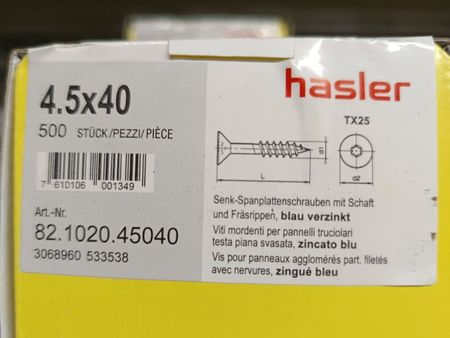 4.5x40
500 STÜCK/PEZZI/PIÈCE
7 610106 001349
Art.-Nr.
82.1020.45040
3068960 533538
hasler
TX25
L
d
d2
Senk-Spanplattenschrauben mit Schaft
und Fräsrippen, blau verzinkt
Viti mordenti per pannelli truciolari
testa piana svasata, zincato blu
Vis pour panneaux agglomérés part. filetés
avec nervures, zingué bleu